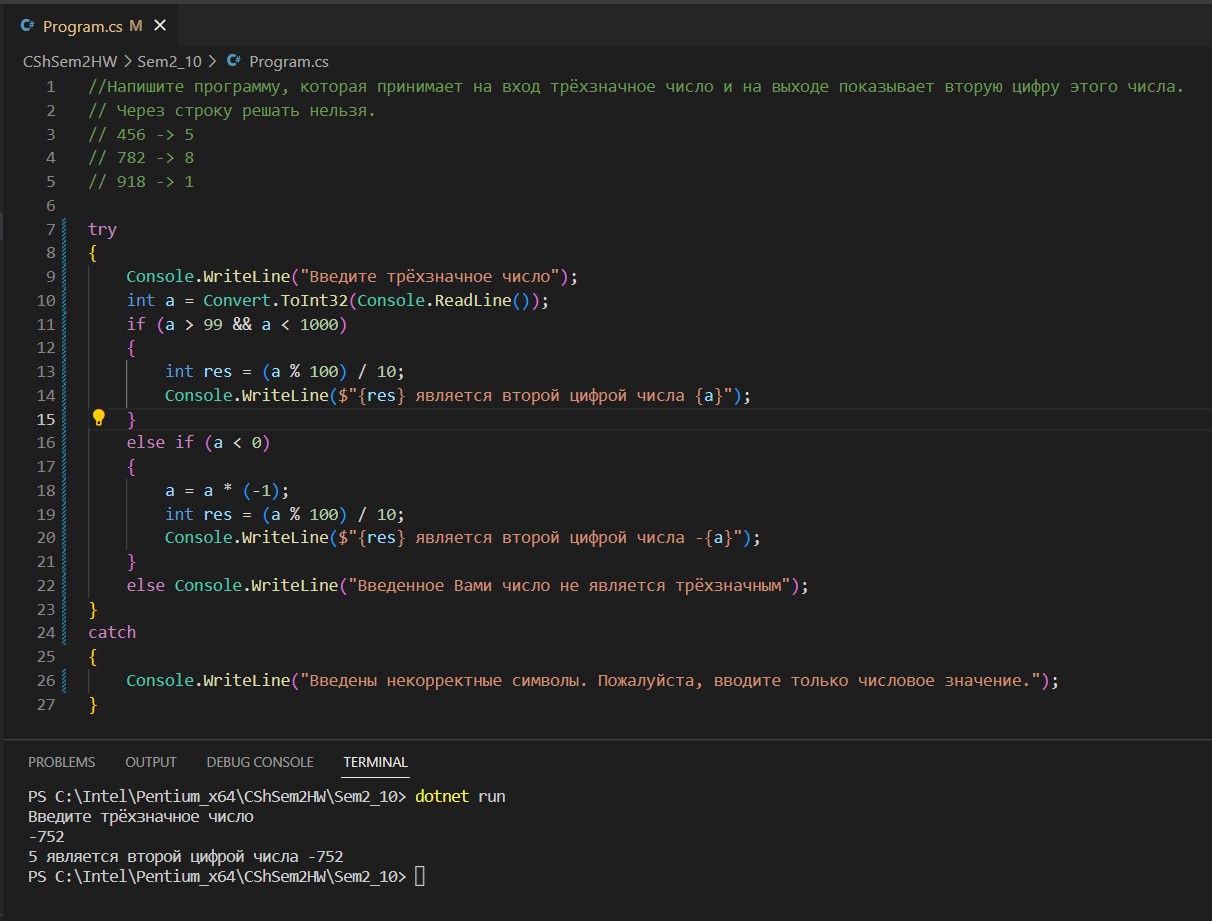 C# Program.cs M ×
CShSem2HW > Sem2_10 > C# Program.cs
1 //Напишите программу, которая принимает на вход трёхзначное число и на выходе показывает вторую цифру этого числа.
2 // Через строку решать нельзя.
3 // 456 -> 5
4 // 782 -> 8
5 // 918 -> 1
6
7 try
8 {
9 Console.WriteLine("Введите трёхзначное число");
10 int a = Convert.ToInt32(Console.ReadLine());
11 if (a > 99 && a < 1000)
12 {
13 int res = (a % 100) / 10;
14 Console.WriteLine($"{res} является второй цифрой числа {a}");
15 }
16 else if (a < 0)
17 {
18 a = a * (-1);
19 int res = (a % 100) / 10;
20 Console.WriteLine($"{res} является второй цифрой числа -{a}");
21 }
22 else Console.WriteLine("Введенное Вами число не является трёхзначным");
23 }
24 catch
25 {
26 Console.WriteLine("Введены некорректные символы. Пожалуйста, вводите только числовое значение.");
27 }
PROBLEMS OUTPUT DEBUG CONSOLE TERMINAL
PS C:\Intel\Pentium_x64\CShSem2HW\Sem2_10> dotnet run
Введите трёхзначное число
-752
5 является второй цифрой числа -752
PS C:\Intel\Pentium_x64\CShSem2HW\Sem2_10>